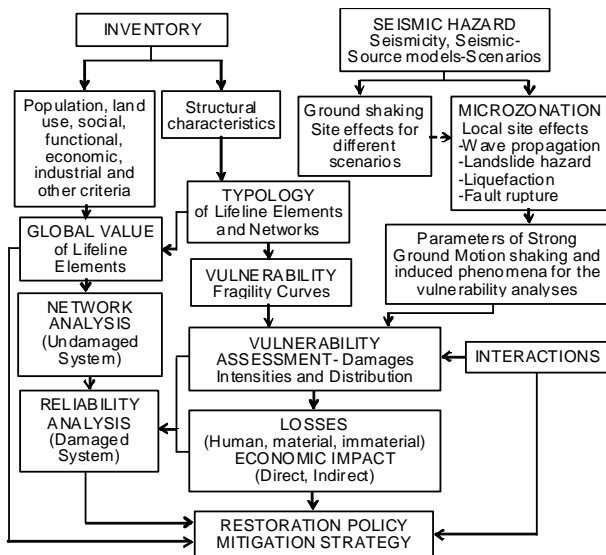 INVENTORY
SEISMIC HAZARD
Seismicity, Seismic-
Source models-Scenarios
Population, land
use, social,
functional,
economic,
industrial and
other criteria
Structural
characteristics
Ground shaking
Site effects for
different
scenarios
MICROZONATION
Local site effects
-Wave propagation
-Landslide hazard
-Liquefaction
-Fault rupture
TYPOLOGY
of Lifeline Elements
and Networks
GLOBAL VALUE
of Lifeline
Elements
Parameters of Strong
Ground Motion shaking and
induced phenomena for the
vulnerability analyses
VULNERABILITY
Fragility Curves
NETWORK
ANALYSIS
(Undamaged
System)
VULNERABILITY
ASSESSMENT- Damages
Intensities and Distribution
INTERACTIONS
RELIABILITY
ANALYSIS
(Damaged
System)
LOSSES
(Human, material, immaterial)
ECONOMIC IMPACT
(Direct, Indirect)
RESTORATION POLICY
MITIGATION STRATEGY